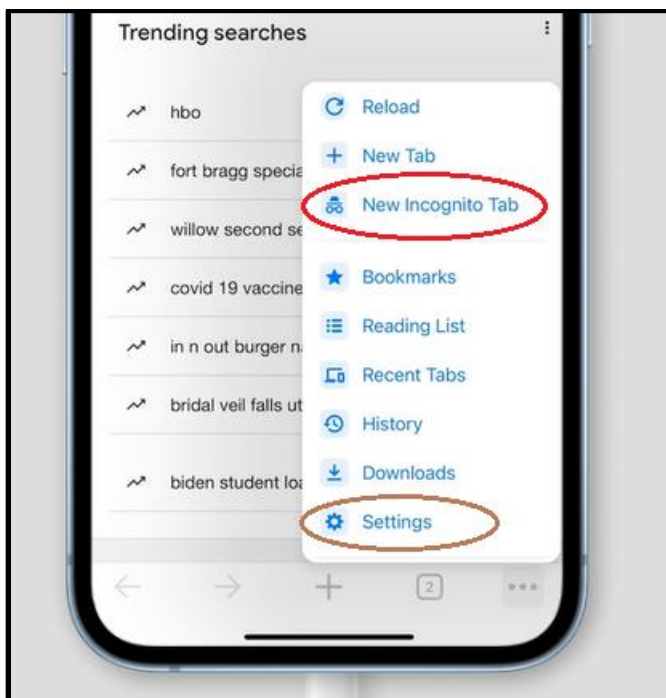 Trending searches
hbo
fort bragg specia
willow second se
covid 19 vaccine
in n out burger n
bridal veil falls ut
biden student loa
Reload
New Tab
New Incognito Tab
Bookmarks
Reading List
Recent Tabs
History
Downloads
Settings
2